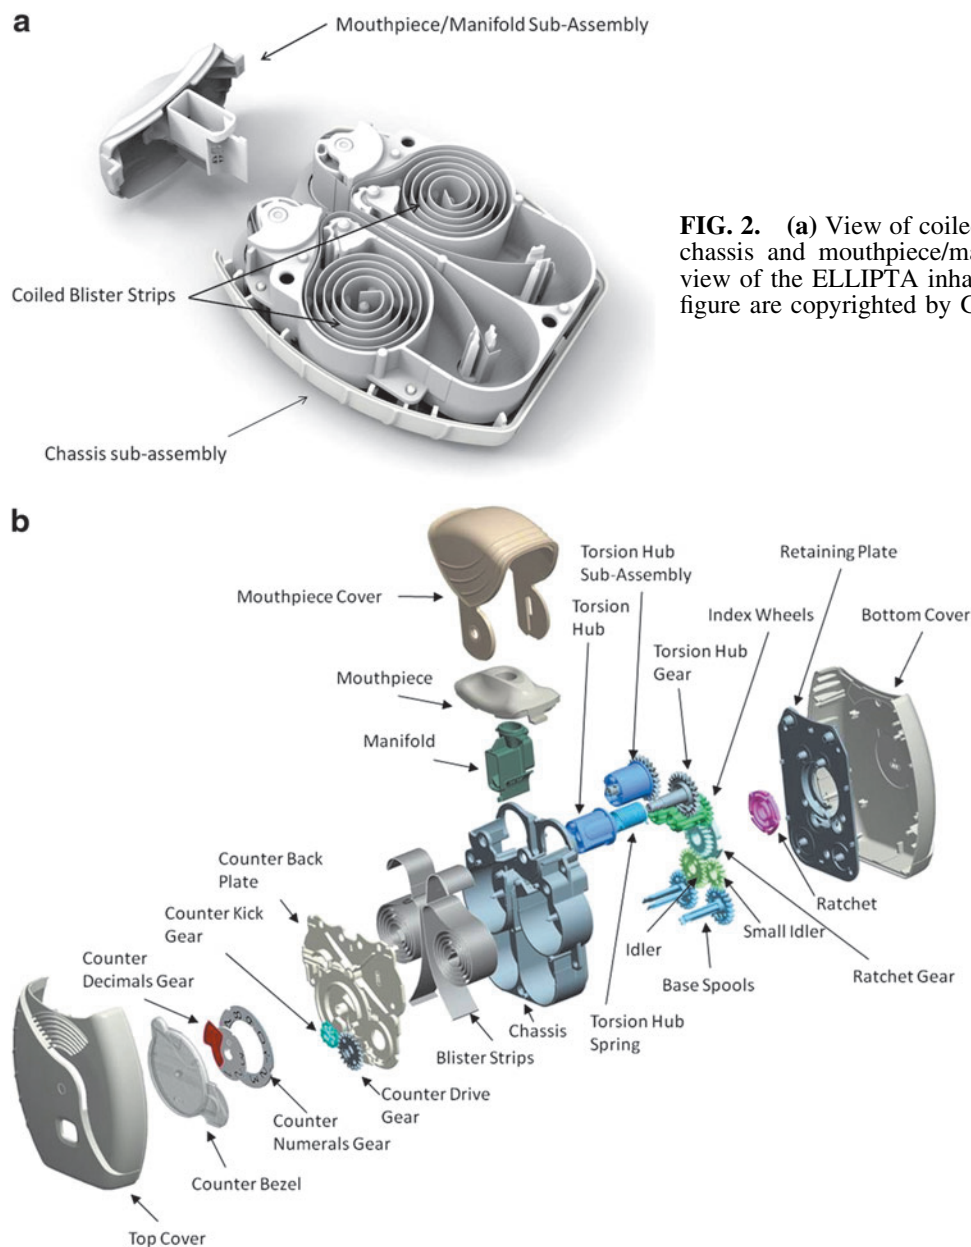 a
Mouthpiece/Manifold Sub-Assembly
Coiled Blister Strips
Chassis sub-assembly
FIG. 2. (a) View of coile
chassis and mouthpiece/ma
view of the ELLIPTA inha
figure are copyrighted by
b
Mouthpiece Cover
Mouthpiece
Manifold
Torsion Hub
Sub-Assembly
Torsion
Hub
Torsion Hub
Gear
Index Wheels
Retaining Plate
Bottom Cover
Counter Back
Plate
Counter Kick
Gear
Counter
Decimals Gear
Chassis
Blister Strips
Torsion Hub
Spring
Idler
Small Idler
Base Spools
Ratchet
Ratchet Gear
Counter Drive
Gear
Counter
Numerals Gear
Counter Bezel
Top Cover